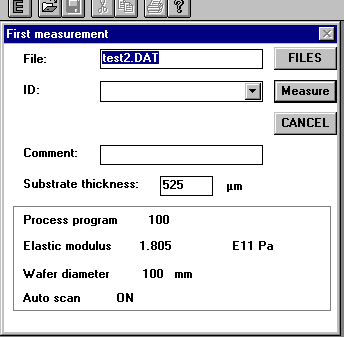 E ?
First measurement
File: test2.DAT FILES
ID: Measure
CANCEL
Comment:
Substrate thickness: 525 µm
Process program 100
Elastic modulus 1.805 E11 Pa
Wafer diameter 100 mm
Auto scan ON